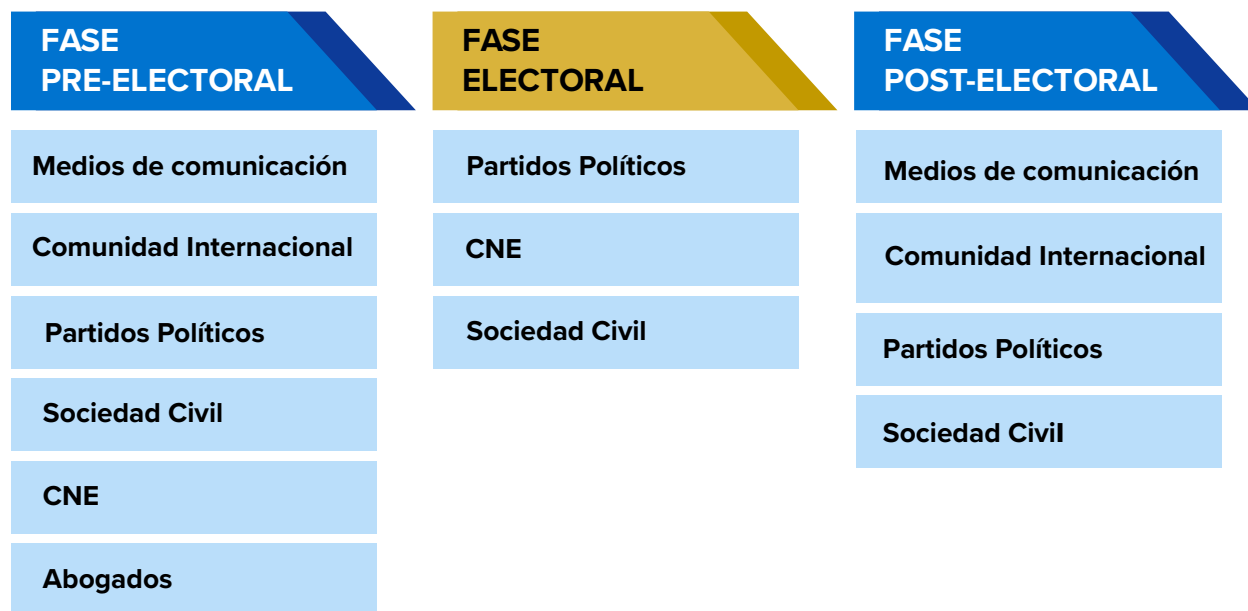 FASE
PRE-ELECTORAL
Medios de comunicación
Comunidad Internacional
Partidos Políticos
Sociedad Civil
CNE
Abogados
FASE
ELECTORAL
Partidos Políticos
CNE
Sociedad Civil
FASE
POST-ELECTORAL
Medios de comunicación
Comunidad Internacional
Partidos Políticos
Sociedad Civil